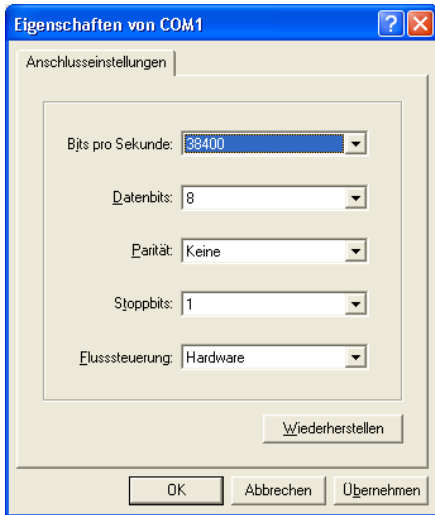 Eigenschaften von COM1
Anschlusseinstellungen
Bits pro Sekunde: 38400
Datenbits: 8
Parität: Keine
Stoppbits: 1
Flusssteuerung: Hardware
Wiederherstellen
OK Abbrechen Übernehmen